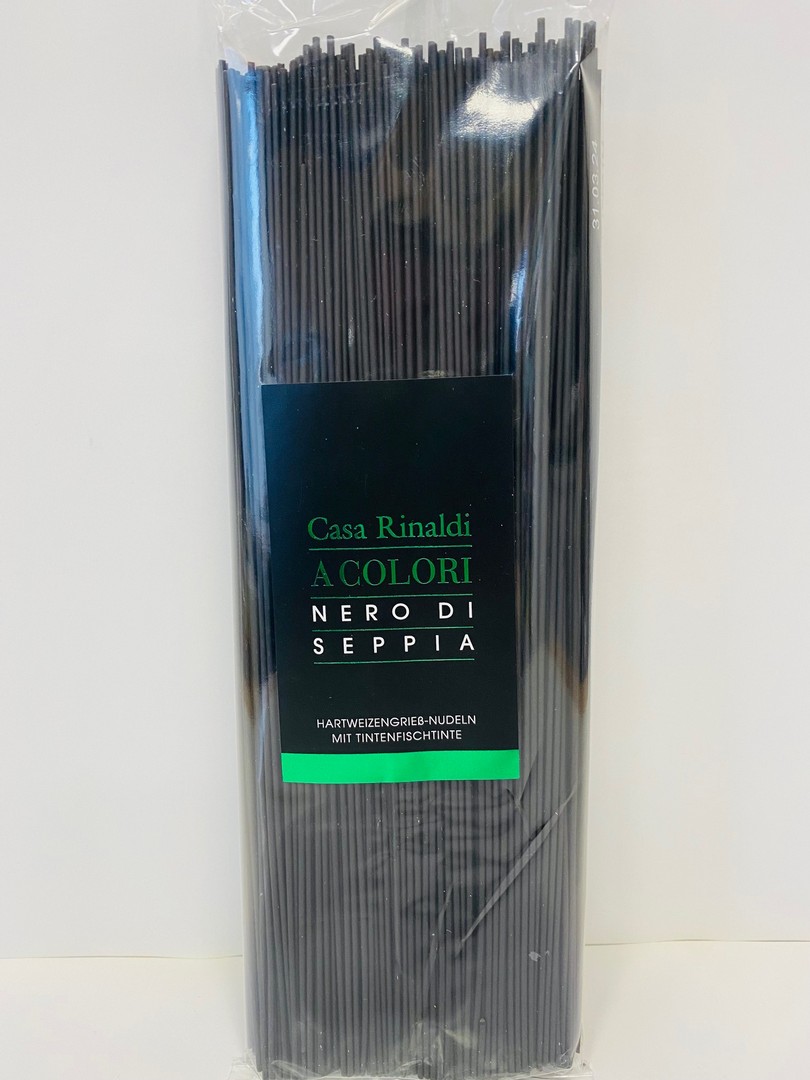 31 03 24
Casa Rinaldi
A COLORI
NERO DI
SEPPIA
HARTWEIZENGRIEß-NUDELN
MIT TINTENFISCHTINTE